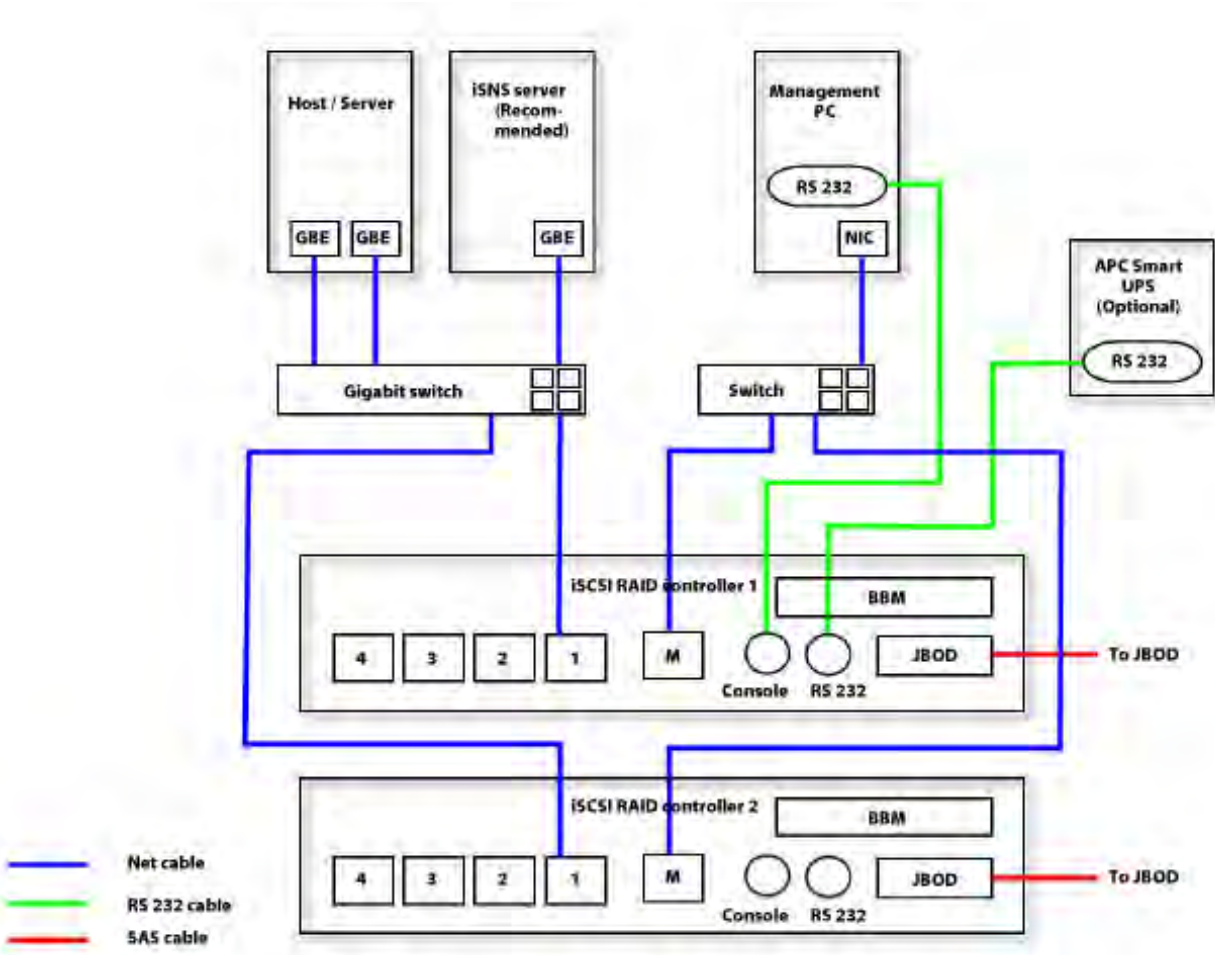 Host / Server
iSNS server
(Recom-
mended)
Management
PC
RS 232
GBE
GBE
GBE
NIC
APC Smart
UPS
(Optional)
RS 232
Gigabit switch
Switch
iSCSI RAID controller 1
BBM
4
3
2
1
M
JBOD
To JBOD
Console
RS 232
iSCSI RAID controller 2
BBM
4
3
2
1
M
JBOD
To JBOD
Console
RS 232
Net cable
RS 232 cable
SAS cable